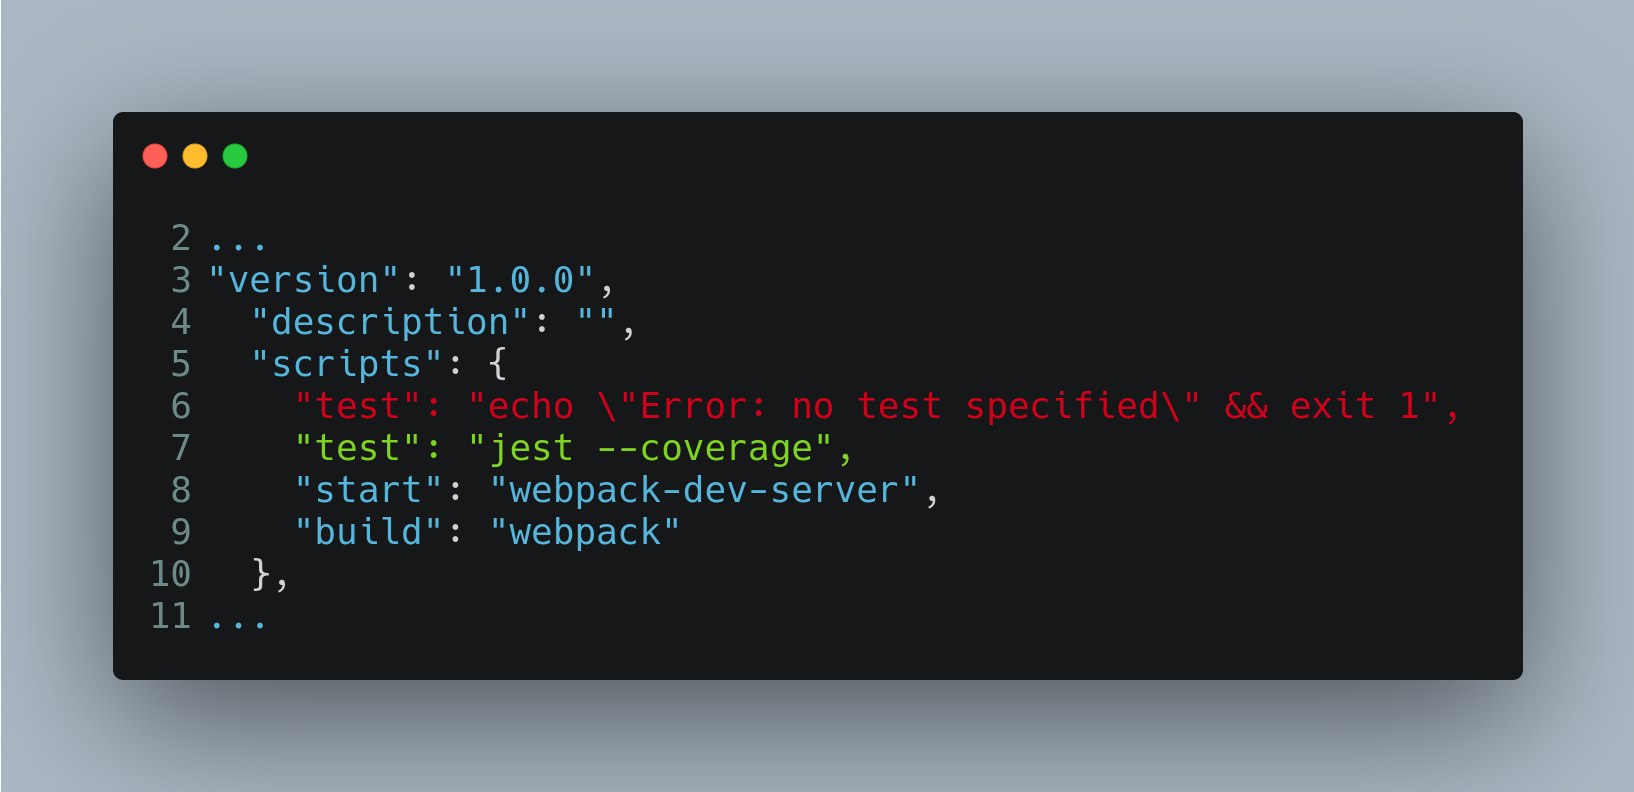 2 ...
3 "version": "1.0.0",
4   "description": "",
5   "scripts": {
6     "test": "echo \"Error: no test specified\" && exit 1",
7     "test": "jest --coverage",
8     "start": "webpack-dev-server",
9     "build": "webpack"
10   },
11 ...